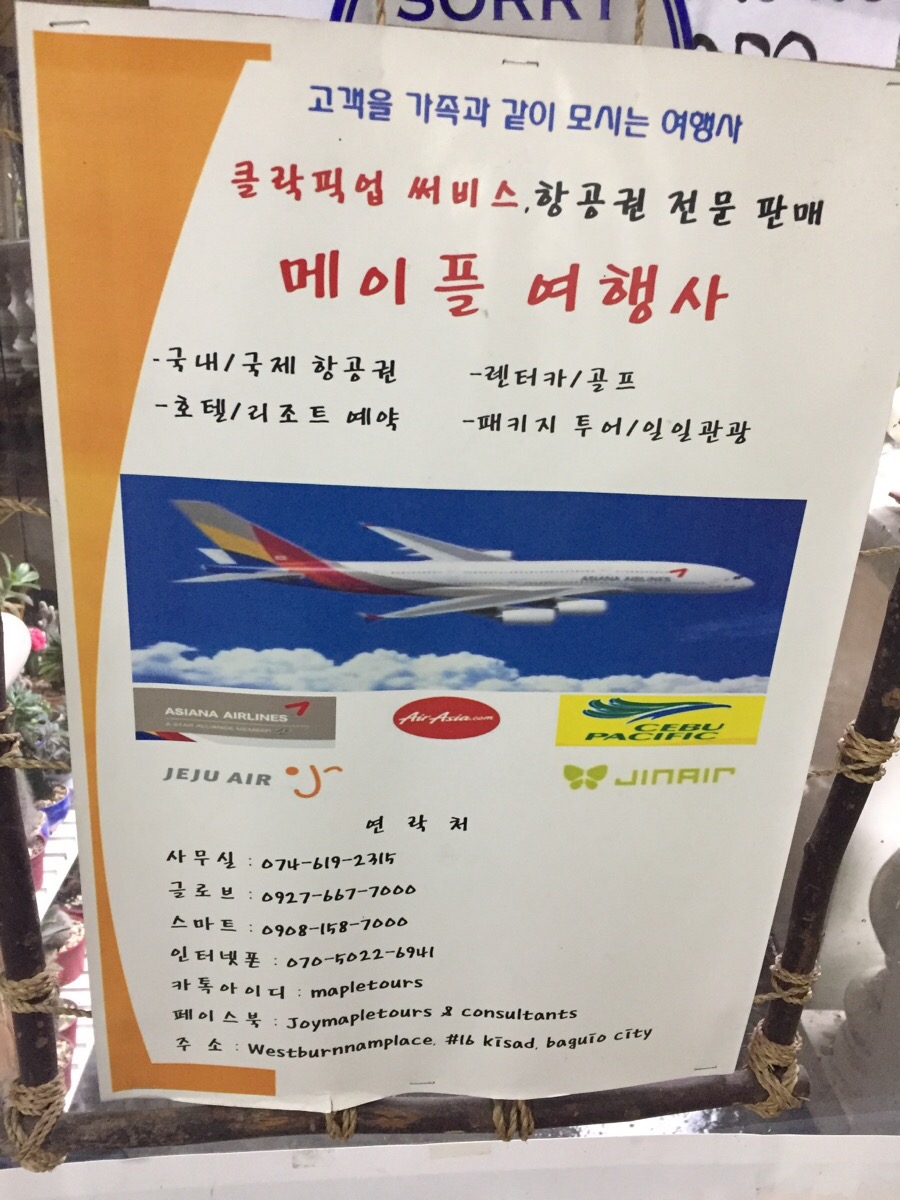 SORRY
고객을 가족과 같이 모시는 여행사
클락픽업 써비스,항공권 전문 판매
메이플 여행사
-국내/국제 항공권 -렌터카/골프
-호텔/리조트 예약 -패키지 투어/일일관광
ASIANA AIRLINES
ASIANA AIRLINES
A STAR ALLIANCE MEMBER
AirAsia.com
CEBU
PACIFIC
JEJU AIR
JINAIR
연락처
사무실 : 074-619-2315
글로브 : 0927-667-7000
스마트 : 0908-158-7000
인터넷폰 : 070-5022-6941
카톡아이디 : mapletours
페이스북 : Joymapletours & consultants
주소 : Westburnnamplace, #16 kisad, baguio city